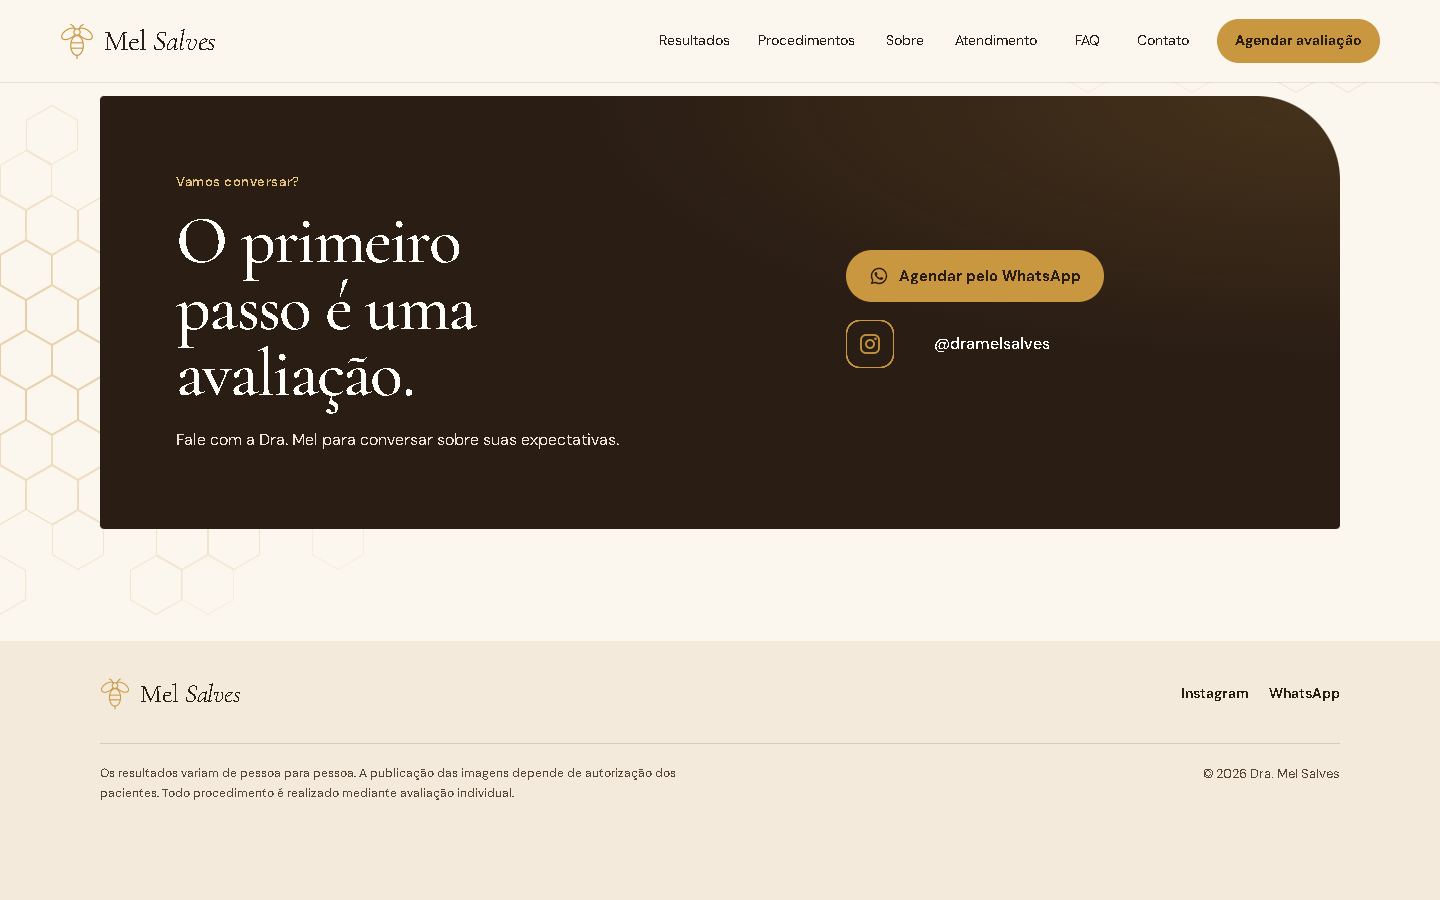 Mel Salves
Resultados
Procedimentos
Sobre
Atendimento
FAQ
Contato
Agendar avaliação
Vamos conversar?
O primeiro
passo é uma
avaliação.
Fale com a Dra. Mel para conversar sobre suas expectativas.
Agendar pelo WhatsApp
@dramelsalves
Mel Salves
Instagram
WhatsApp
Os resultados variam de pessoa para pessoa. A publicação das imagens depende de autorização dos
pacientes. Todo procedimento é realizado mediante avaliação individual.
© 2026 Dra. Mel Salves